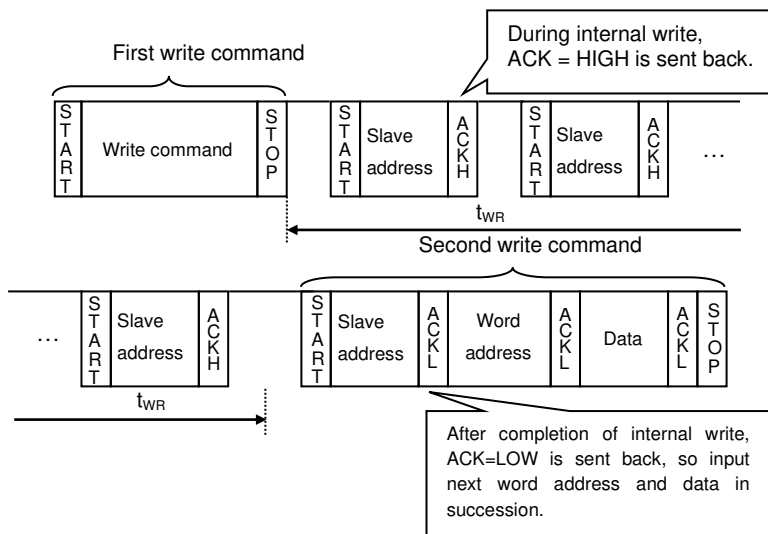 During internal write,
ACK = HIGH is sent back.
First write command
START
Write command
STOP
START
Slave
address
ACKH
START
Slave
address
ACKH
…
tWR
Second write command
…
START
Slave
address
ACKH
START
Slave
address
ACKL
Word
address
ACKL
Data
ACKL
STOP
tWR
After completion of internal write,
ACK=LOW is sent back, so input
next word address and data in
succession.